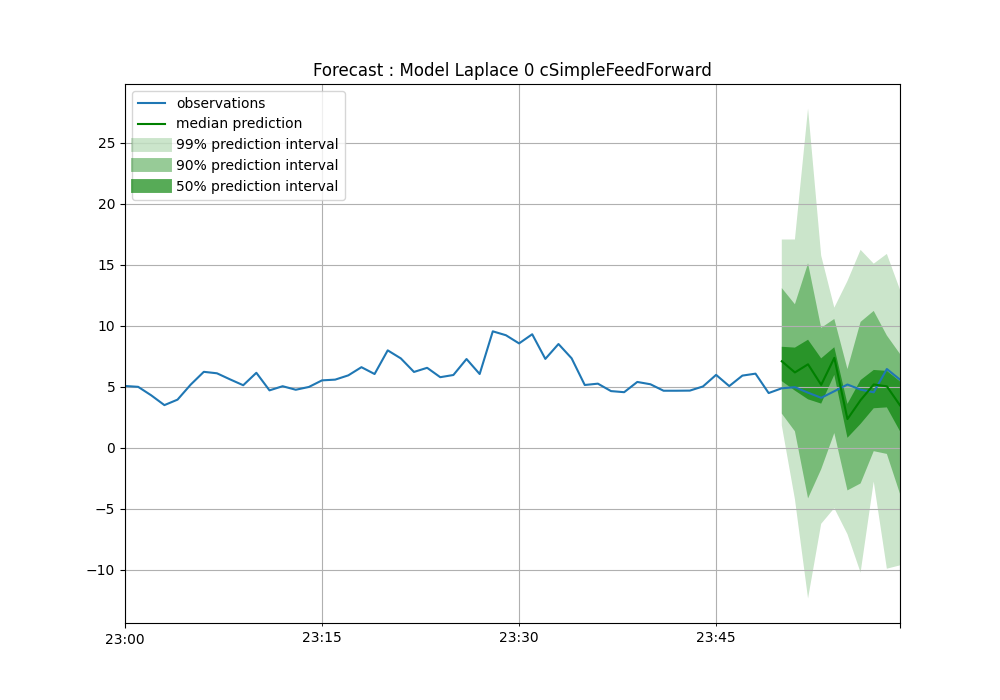 Forecast : Model Laplace 0 cSimpleFeedForward
observations
median prediction
99% prediction interval
90% prediction interval
50% prediction interval
25
20
15
10
5
0
−5
−10
23:00
23:15
23:30
23:45